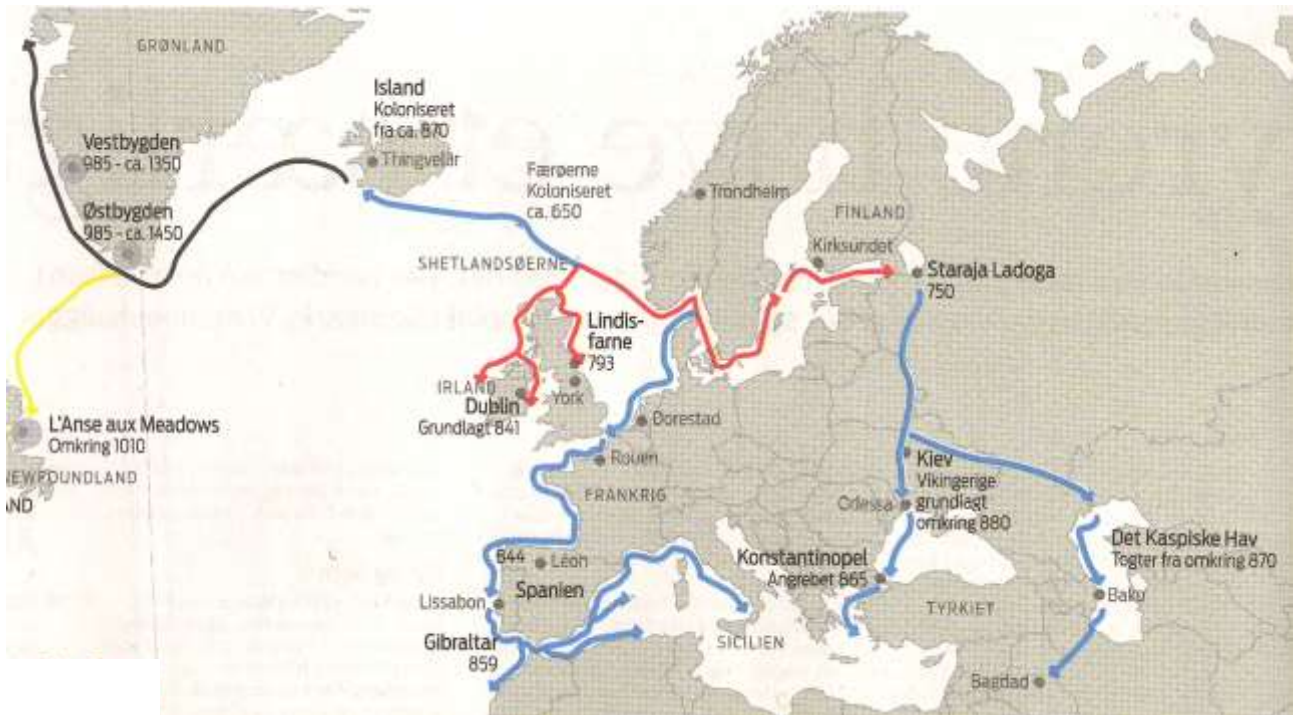 GRØNLAND
Island
Koloniseret
fra ca. 870
Thingvellir
Vestbygden
985 - ca. 1350
Østbygden
985 - ca. 1450
Færøerne
Koloniseret
ca. 650
Trondheim
FINLAND
Kirksundet
SHETLANDSØERNE
Staraja Ladoga
750
Lindis-
farne
793
IRLAND
York
Dublin
Grundlagt 841
Dorestad
L'Anse aux Meadows
Omkring 1010
NEWFOUNDLAND
AND
Rouen
FRANKRIG
Kiev
Vikingerige
grundlagt
omkring 880
Odessa
Det Kaspiske Hav
Togter fra omkring 870
844
Léon
Konstantinopel
Angrebet 865
Spanien
Lissabon
Baku
TYRKIET
Gibraltar
859
SICILIEN
Bagdad